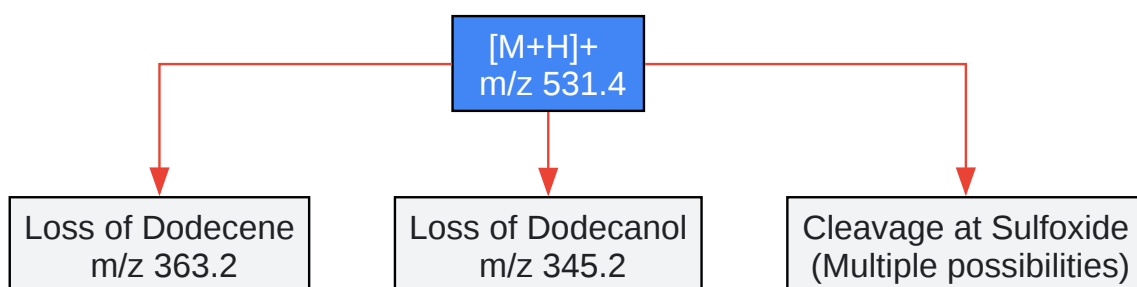 [M+H]+
m/z 531.4
Loss of Dodecene
m/z 363.2
Loss of Dodecanol
m/z 345.2
Cleavage at Sulfoxide
(Multiple possibilities)